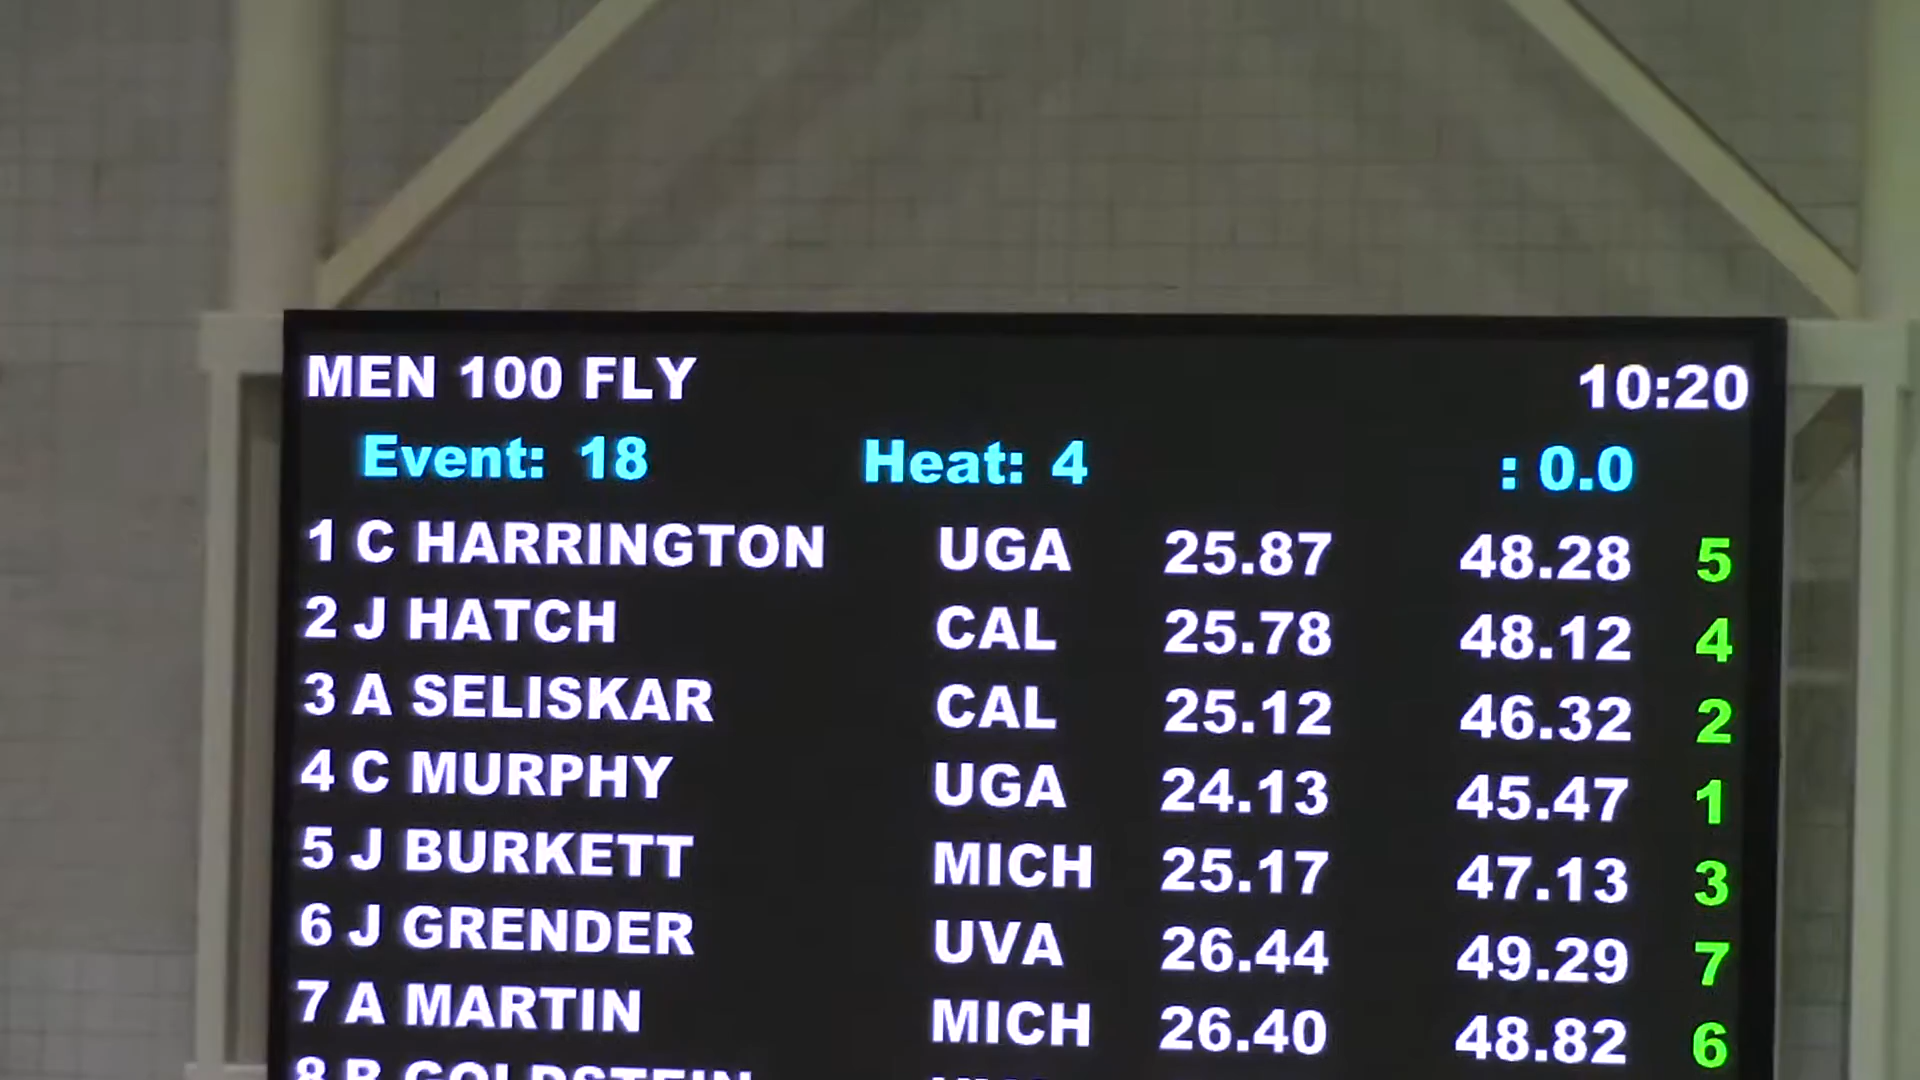 MEN 100 FLY 10:20
Event: 18 Heat: 4 : 0.0
1 C HARRINGTON UGA 25.87 48.28 5
2 J HATCH CAL 25.78 48.12 4
3 A SELISKAR CAL 25.12 46.32 2
4 C MURPHY UGA 24.13 45.47 1
5 J BURKETT MICH 25.17 47.13 3
6 J GRENDER UVA 26.44 49.29 7
7 A MARTIN MICH 26.40 48.82 6
8 GOLDSTEIN